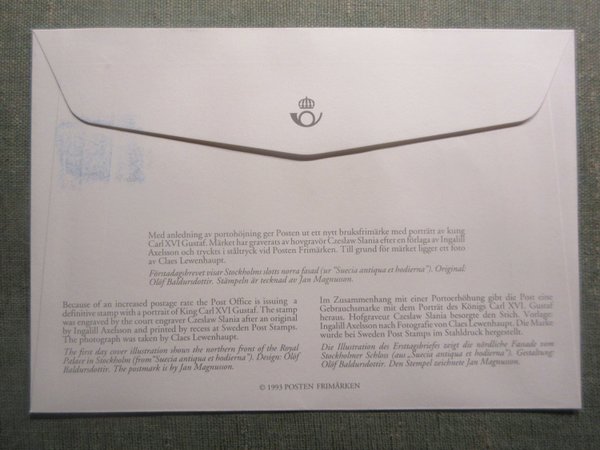 Med anledning av portohöjning ger Posten ut ett nytt bruksfrimärke med porträtt av kung
Carl XVI Gustaf. Märket har graverats av hovgravör Czesław Slania efter en förlaga av Ingalill
Axelsson och tryckts i ståltryck vid Posten Frimärken. Till grund för märket ligger ett foto
av Claes Lewenhaupt.
Förstadagsbrevet visar Stockholms slotts norra fasad (ur "Suecia antiqua et hodierna"). Original:
Olöf Baldursdottir. Stämpeln är tecknad av Jan Magnusson.
Because of an increased postage rate the Post Office is issuing a
definitive stamp with a portrait of King Carl XVI Gustaf. The stamp
was engraved by the court engraver Czeslaw Slania after an original
by Ingalill Axelsson and printed by recess at Sweden Post Stamps.
The photograph was taken by Claes Lewenhaupt.
The first day cover illustration shows the northern front of the Royal
Palace in Stockholm (from "Suecia antiqua et hodierna"). Design: Olöf
Baldursdottir. The postmark is by Jan Magnusson.
Im Zusammenhang mit einer Portoerhöhung gibt die Post eine
Gebrauchsmarke mit dem Porträt des Königs Carl XVI. Gustaf
heraus. Hofgraveur Czeslaw Slania besorgte den Stich. Vorlage:
Ingalill Axelsson nach Fotografie von Claes Lewenhaupt. Die Marke
wurde bei Sweden Post Stamps im Stahldruck hergestellt.
Die Illustration des Erstagsbriefs zeigt die nördliche Fassade vom
Stockholmer Schloss (aus „Suecia antiqua et hodierna"). Gestaltung:
Olöf Baldursdottir. Den Stempel zeichnete Jan Magnusson.
© 1993 POSTEN FRIMÄRKEN